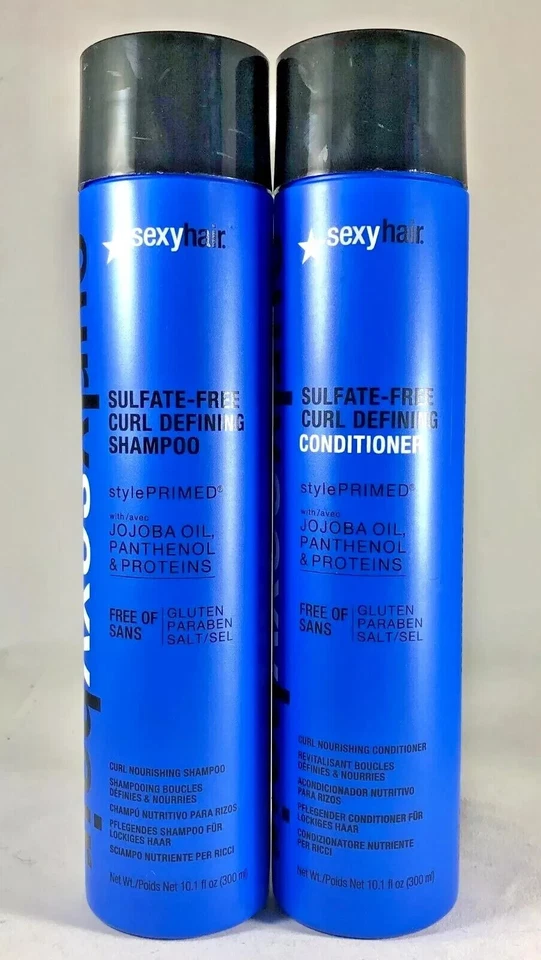 sexyhair.
SULFATE-FREE
CURL DEFINING
SHAMPOO
stylePRIMED®
with/avec
JOJOBA OIL,
PANTHENOL
& PROTEINS
FREE OF
SANS
GLUTEN
PARABEN
SALT/SEL
CURL NOURISHING SHAMPOO
SHAMPOOING BOUCLES
DÉFINIES & NOURRIES
CHAMPÚ NUTRITIVO PARA RIZOS
PFLEGENDES SHAMPOO FÜR
LOCKIGES HAAR
SCIAMPO NUTRIENTE PER RICCI
Net Wt./Poids Net 10.1 fl oz (300 ml)
sexyhair.
SULFATE-FREE
CURL DEFINING
CONDITIONER
stylePRIMED®
with/avec
JOJOBA OIL,
PANTHENOL
& PROTEINS
FREE OF
SANS
GLUTEN
PARABEN
SALT/SEL
CURL NOURISHING CONDITIONER
REVITALISANT BOUCLES
DÉFINIES & NOURRIES
ACONDICIONADOR NUTRITIVO
PARA RIZOS
PFLEGENDER CONDITIONER FÜR
LOCKIGES HAAR
CONDIZIONATORE NUTRIENTE
PER RICCI
Net Wt./Poids Net 10.1 fl oz (300 ml)